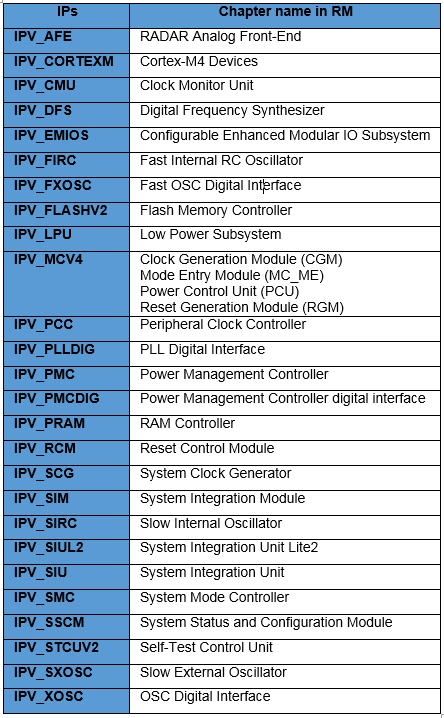 IPs Chapter name in RM
IPV_AFE RADAR Analog Front-End
IPV_CORTEXM Cortex-M4 Devices
IPV_CMU Clock Monitor Unit
IPV_DFS Digital Frequency Synthesizer
IPV_EMIOS Configurable Enhanced Modular IO Subsystem
IPV_FIRC Fast Internal RC Oscillator
IPV_FXOSC Fast OSC Digital Interface
IPV_FLASHV2 Flash Memory Controller
IPV_LPU Low Power Subsystem
IPV_MCV4 Clock Generation Module (CGM)
Mode Entry Module (MC_ME)
Power Control Unit (PCU)
Reset Generation Module (RGM)
IPV_PCC Peripheral Clock Controller
IPV_PLLDIG PLL Digital Interface
IPV_PMC Power Management Controller
IPV_PMCDIG Power Management Controller digital interface
IPV_PRAM RAM Controller
IPV_RCM Reset Control Module
IPV_SCG System Clock Generator
IPV_SIM System Integration Module
IPV_SIRC Slow Internal Oscillator
IPV_SIUL2 System Integration Unit Lite2
IPV_SIU System Integration Unit
IPV_SMC System Mode Controller
IPV_SSCM System Status and Configuration Module
IPV_STCUV2 Self-Test Control Unit
IPV_SXOSC Slow External Oscillator
IPV_XOSC OSC Digital Interface